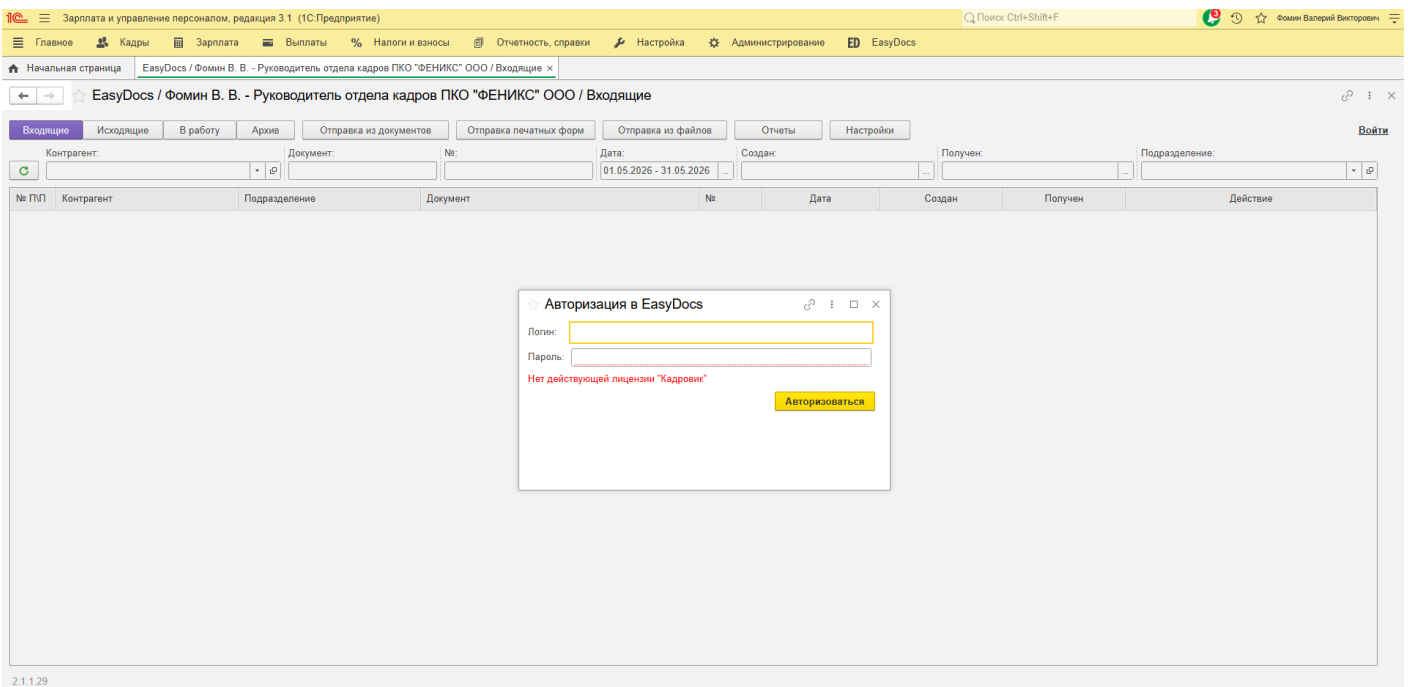 1С Зарплата и управление персоналом, редакция 3.1 (1С:Предприятие) Поиск Ctrl+Shift+F 3 Фомин Валерий Викторович
Главное Кадры Зарплата Выплаты % Налоги и взносы Отчетность, справки Настройка Администрирование ED EasyDocs
Начальная страница EasyDocs / Фомин В. В. - Руководитель отдела кадров ПКО "ФЕНИКС" ООО / Входящие ×
EasyDocs / Фомин В. В. - Руководитель отдела кадров ПКО "ФЕНИКС" ООО / Входящие
Входящие Исходящие В работу Архив Отправка из документов Отправка печатных форм Отправка из файлов Отчеты Настройки Войти
Контрагент: Документ: №: Дата: Создан: Получен: Подразделение:
01.05.2026 - 31.05.2026 ... ... ...
№ П\П Контрагент Подразделение Документ № Дата Создан Получен Действие
Авторизация в EasyDocs
Логин:
Пароль:
Нет действующей лицензии "Кадровик"
Авторизоваться
2.1.1.29